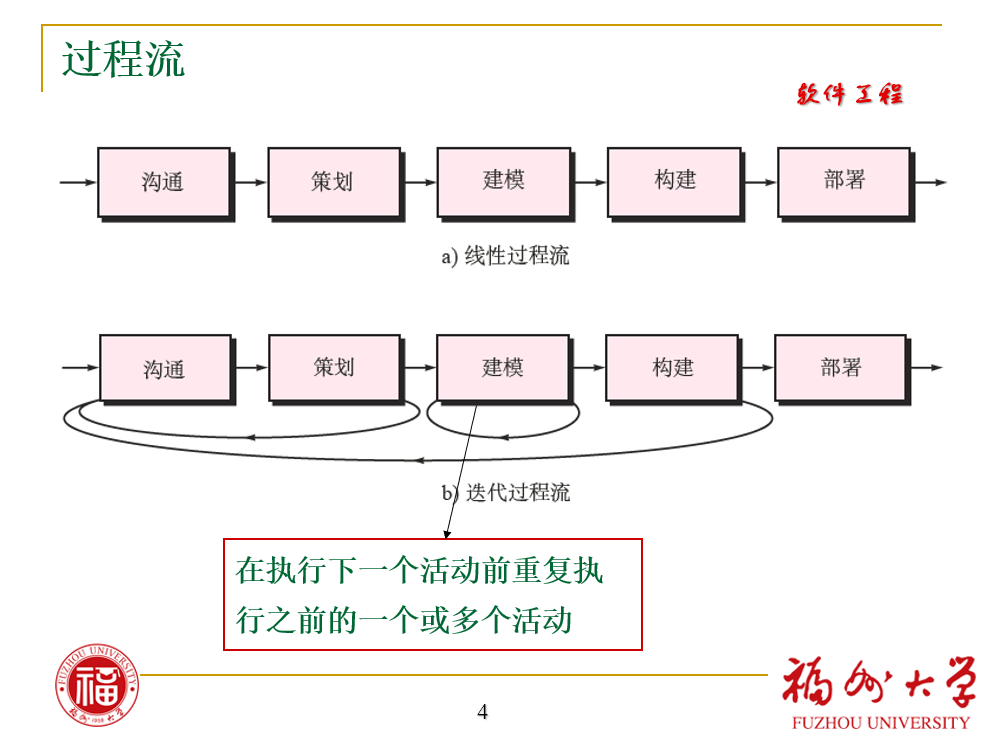 过程流
软件工程
沟通
策划
建模
构建
部署
a) 线性过程流
沟通
策划
建模
构建
部署
b) 迭代过程流
在执行下一个活动前重复执
行之前的一个或多个活动
FUZHOU UNIVERSITY
福
福州大学
1958
4
福州大学
FUZHOU UNIVERSITY